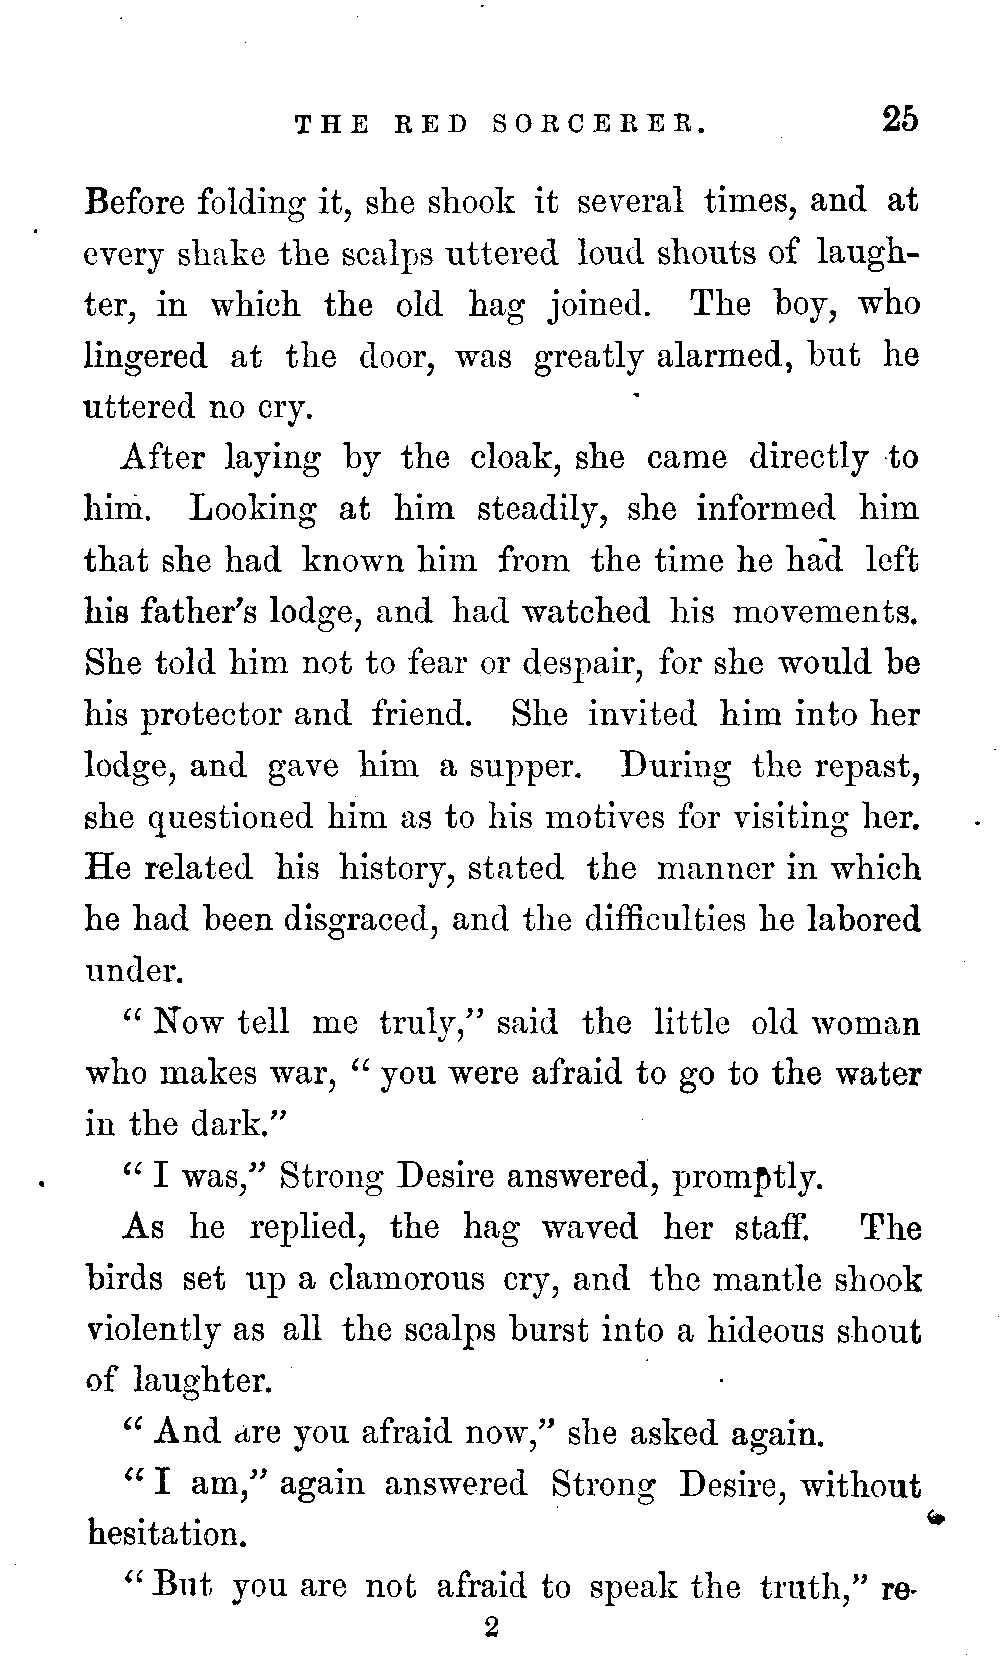 THE RED SORCERER. 25
Before folding it, she shook it several times, and at
every shake the scalps uttered loud shouts of laugh-
ter, in which the old hag joined. The boy, who
lingered at the door, was greatly alarmed, but he
uttered no cry.
After laying by the cloak, she came directly to
him. Looking at him steadily, she informed him
that she had known him from the time he had left
his father's lodge, and had watched his movements.
She told him not to fear or despair, for she would be
his protector and friend. She invited him into her
lodge, and gave him a supper. During the repast,
she questioned him as to his motives for visiting her.
He related his history, stated the manner in which
he had been disgraced, and the difficulties he labored
under.
“ Now tell me truly,” said the little old woman
who makes war, “ you were afraid to go to the water
in the dark.”
“ I was,” Strong Desire answered, promptly.
As he replied, the hag waved her staff. The
birds set up a clamorous cry, and the mantle shook
violently as all the scalps burst into a hideous shout
of laughter.
“ And are you afraid now,” she asked again.
“ I am,” again answered Strong Desire, without
hesitation.
“ But you are not afraid to speak the truth,” re-
2